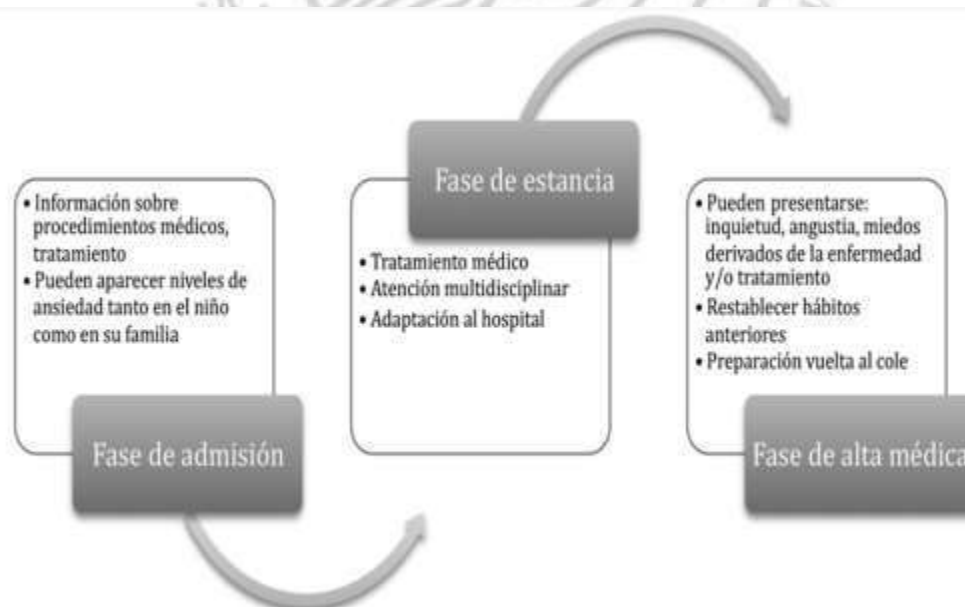 • Información sobre
procedimientos médicos,
tratamiento
• Pueden aparecer niveles de
ansiedad tanto en el niño
como en su familia
Fase de admisión
Fase de estancia
• Tratamiento médico
• Atención multidisciplinar
• Adaptación al hospital
• Pueden presentarse:
inquietud, angustia, miedos
derivados de la enfermedad
y/o tratamiento
• Restablecer hábitos
anteriores
• Preparación vuelta al cole
Fase de alta médica